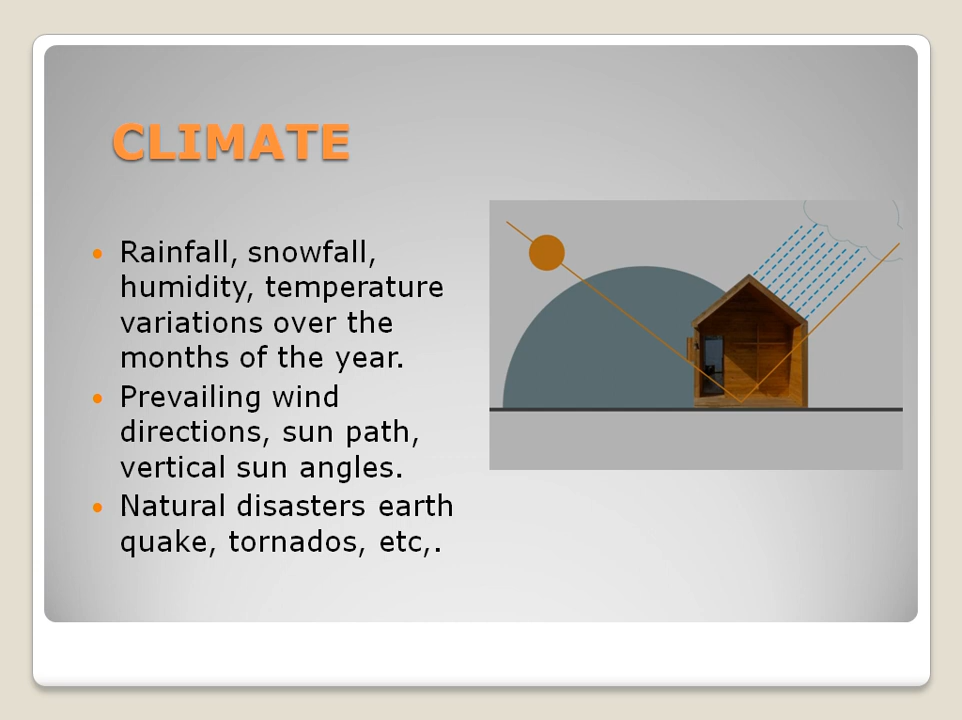 CLIMATE
Rainfall, snowfall,
humidity, temperature
variations over the
months of the year.
Prevailing wind
directions, sun path,
vertical sun angles.
Natural disasters earth
quake, tornados, etc,.